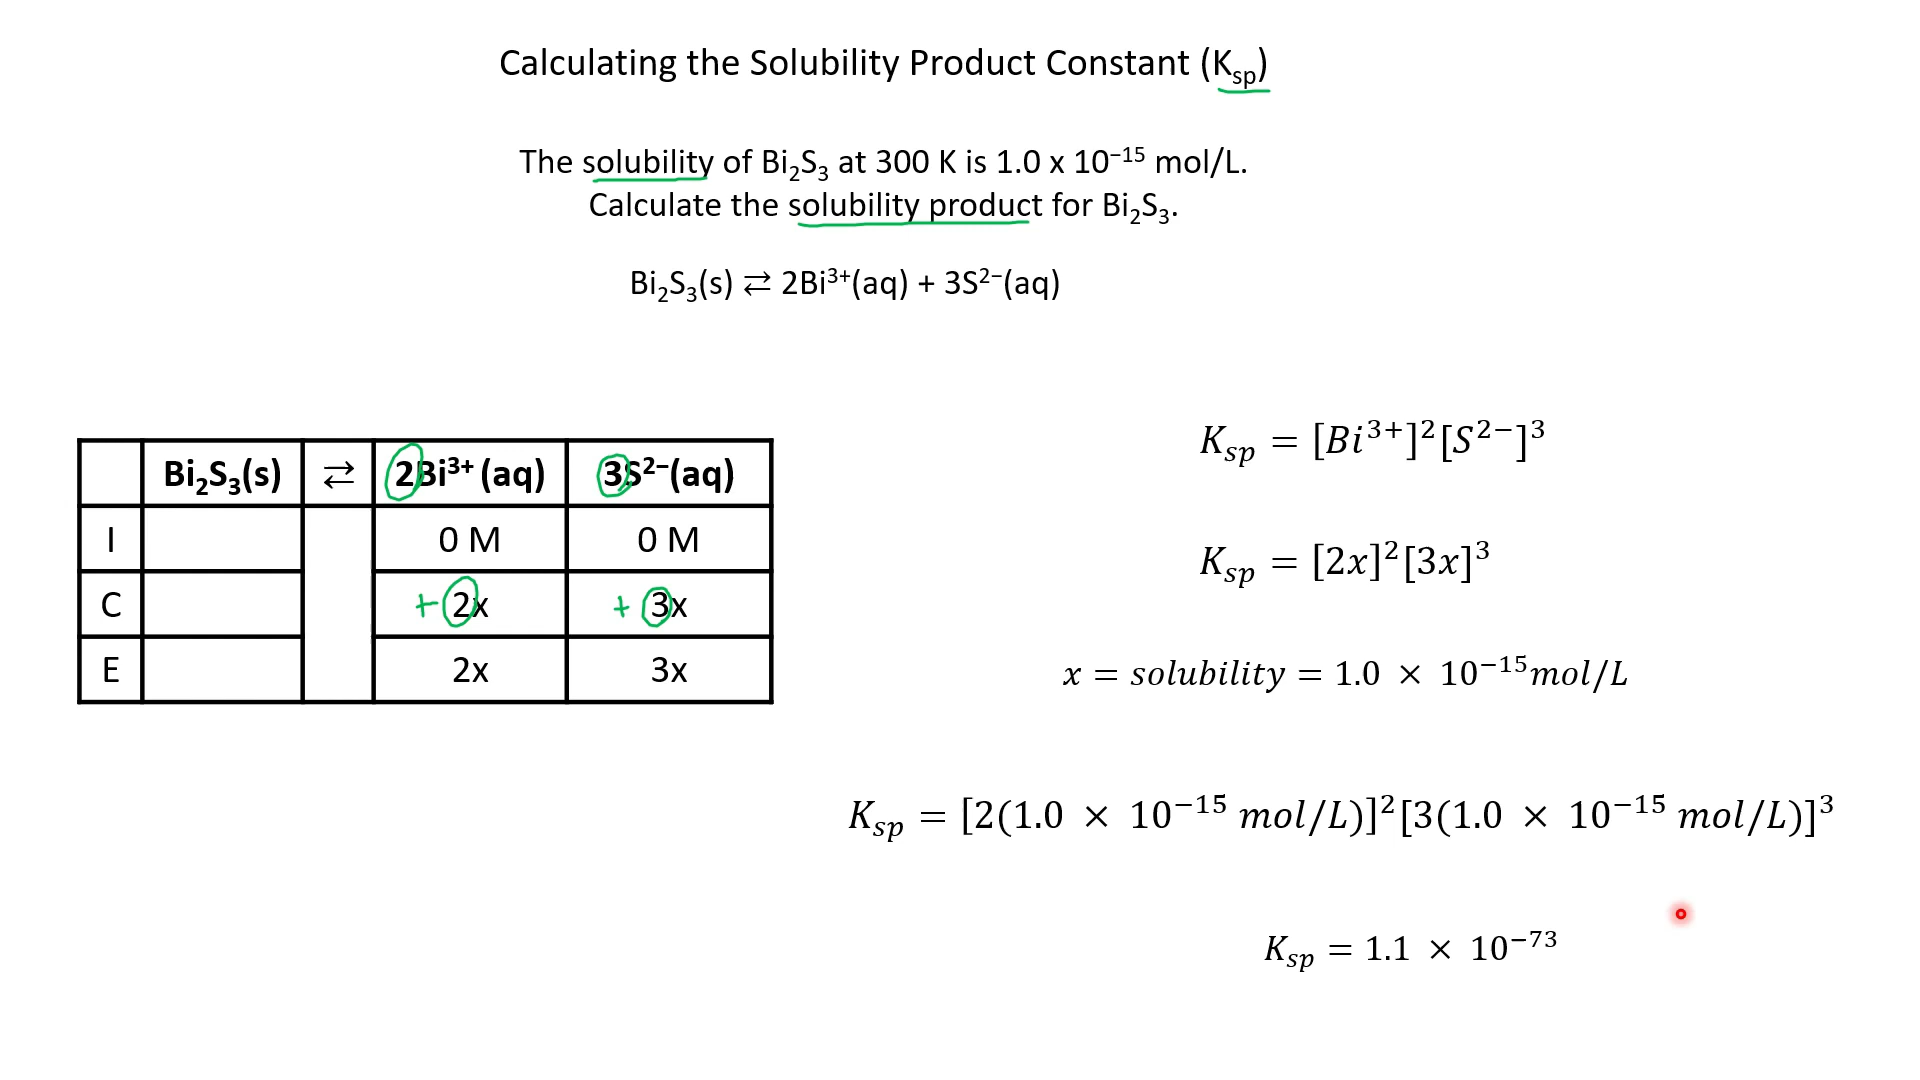 Calculating the Solubility Product Constant (Kₛₚ)
The solubility of Bi₂S₃ at 300 K is 1.0 x 10⁻¹⁵ mol/L.
Calculate the solubility product for Bi₂S₃.
Bi₂S₃(s) ⇄ 2Bi³⁺(aq) + 3S²⁻(aq)
Bi₂S₃(s) ⇄ 2Bi³⁺ (aq) 3S²⁻(aq)
I 0 M 0 M
C + 2x + 3x
E 2x 3x
Kₛₚ = [Bi³⁺]²[S²⁻]³
Kₛₚ = [2x]²[3x]³
x = solubility = 1.0 × 10⁻¹⁵mol/L
Kₛₚ = [2(1.0 × 10⁻¹⁵ mol/L)]²[3(1.0 × 10⁻¹⁵ mol/L)]³
Kₛₚ = 1.1 × 10⁻⁷³